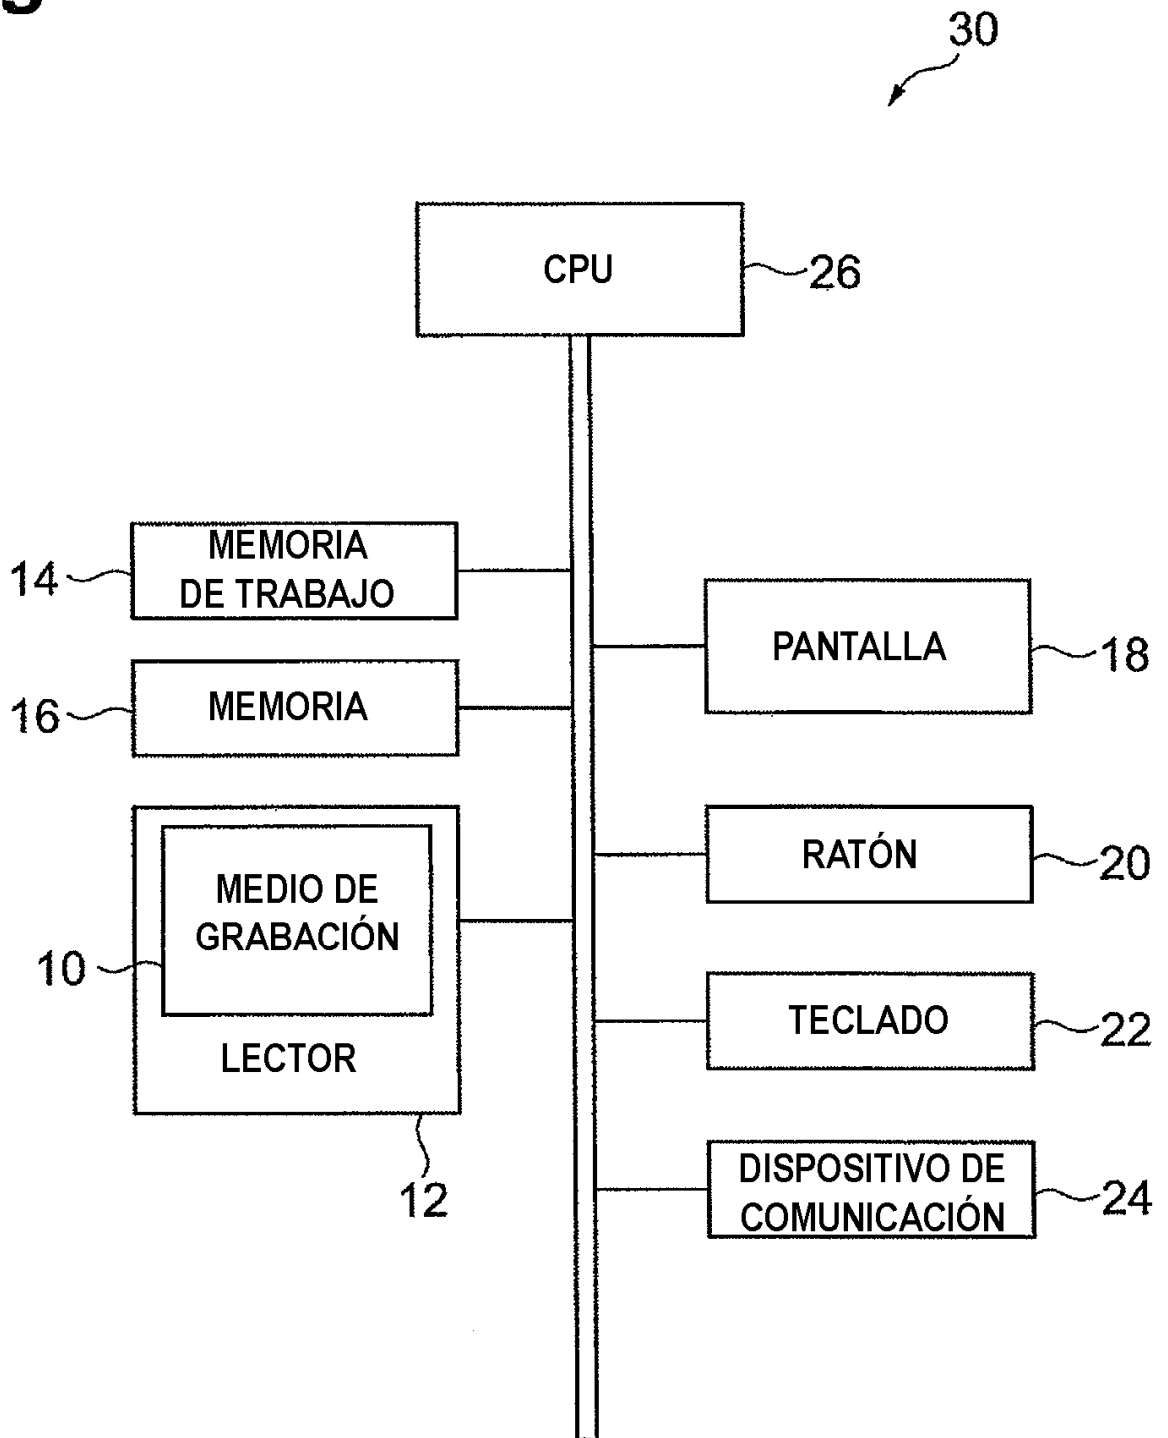 30
CPU
26
MEMORIA
DE TRABAJO
14
PANTALLA
18
MEMORIA
16
RATÓN
20
MEDIO DE
GRABACIÓN
10
LECTOR
12
TECLADO
22
DISPOSITIVO DE
COMUNICACIÓN
24